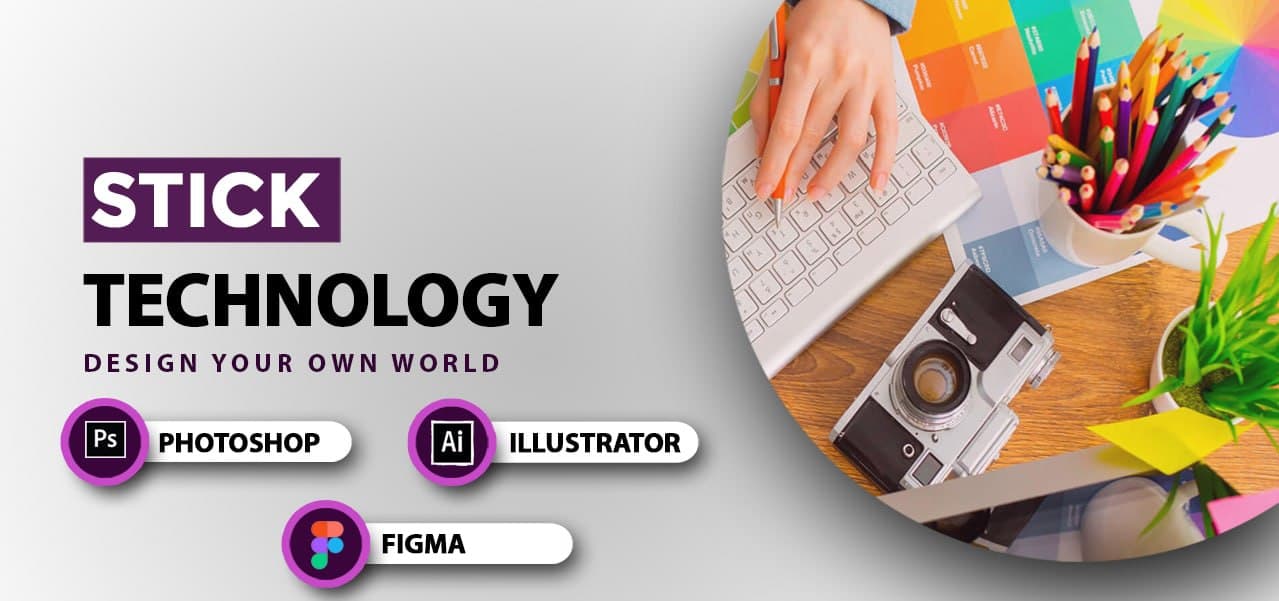 STICK
TECHNOLOGY
DESIGN YOUR OWN WORLD
Ps PHOTOSHOP
Ai ILLUSTRATOR
FIGMA